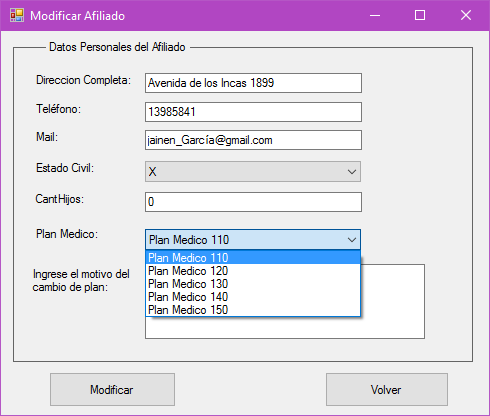 Modificar Afiliado
Datos Personales del Afiliado
Direccion Completa: Avenida de los Incas 1899
Teléfono: 13985841
Mail: jainen_García@gmail.com
Estado Civil: X
CantHijos: 0
Plan Medico: Plan Medico 110
Plan Medico 110
Plan Medico 120
Plan Medico 130
Plan Medico 140
Plan Medico 150
Ingrese el motivo del
cambio de plan:
Modificar Volver